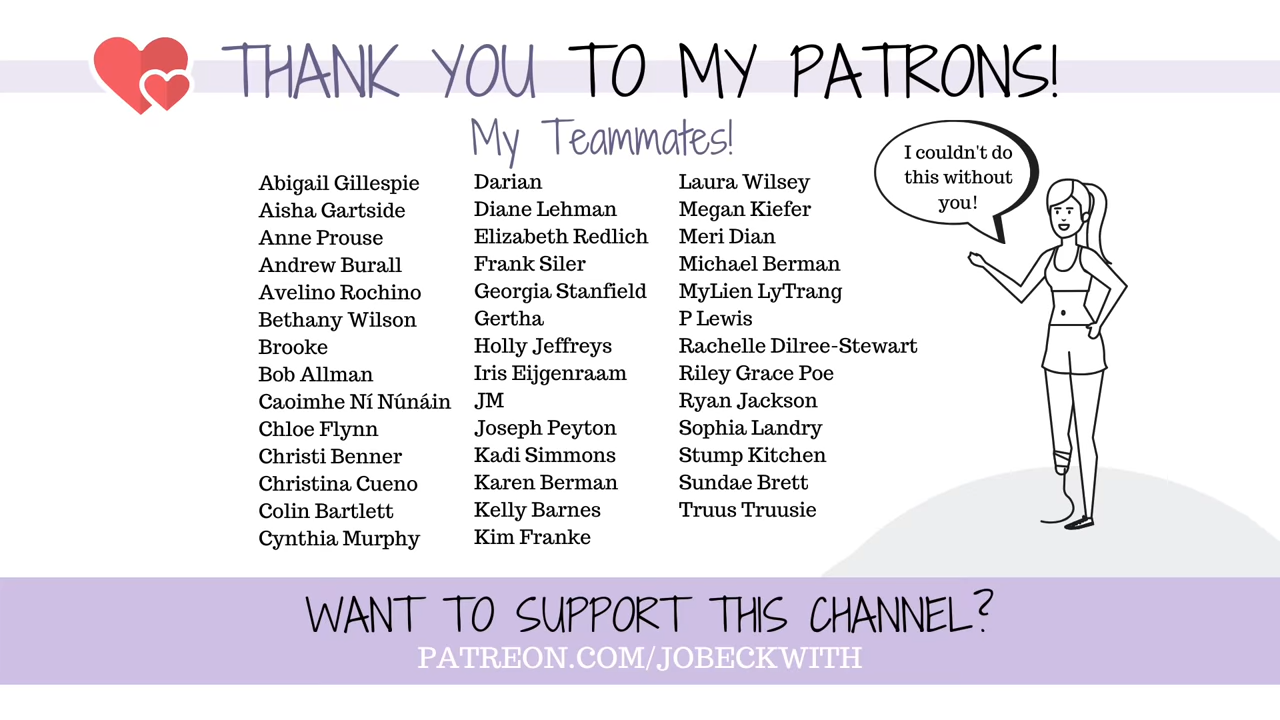 THANK YOU TO MY PATRONS!
My Teammates!
Abigail Gillespie
Aisha Gartside
Anne Prouse
Andrew Burall
Avelino Rochino
Bethany Wilson
Brooke
Bob Allman
Caoimhe Ní Núnáin
Chloe Flynn
Christi Benner
Christina Cueno
Colin Bartlett
Cynthia Murphy
Darian
Diane Lehman
Elizabeth Redlich
Frank Siler
Georgia Stanfield
Gertha
Holly Jeffreys
Iris Eijgenraam
JM
Joseph Peyton
Kadi Simmons
Karen Berman
Kelly Barnes
Kim Franke
Laura Wilsey
Megan Kiefer
Meri Dian
Michael Berman
MyLien LyTrang
P Lewis
Rachelle Dilree-Stewart
Riley Grace Poe
Ryan Jackson
Sophia Landry
Stump Kitchen
Sundae Brett
Truus Truusie
I couldn't do
this without
you!
WANT TO SUPPORT THIS CHANNEL?
PATREON.COM/JOBECKWITH